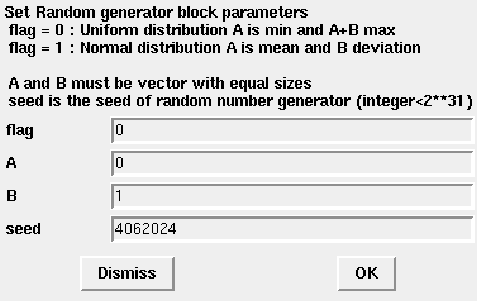 Set Random generator block parameters
flag = 0 : Uniform distribution A is min and A+B max
flag = 1 : Normal distribution A is mean and B deviation
A and B must be vector with equal sizes
seed is the seed of random number generator (integer<2**31)
flag 0
A 0
B 1
seed 4062024
Dismiss OK